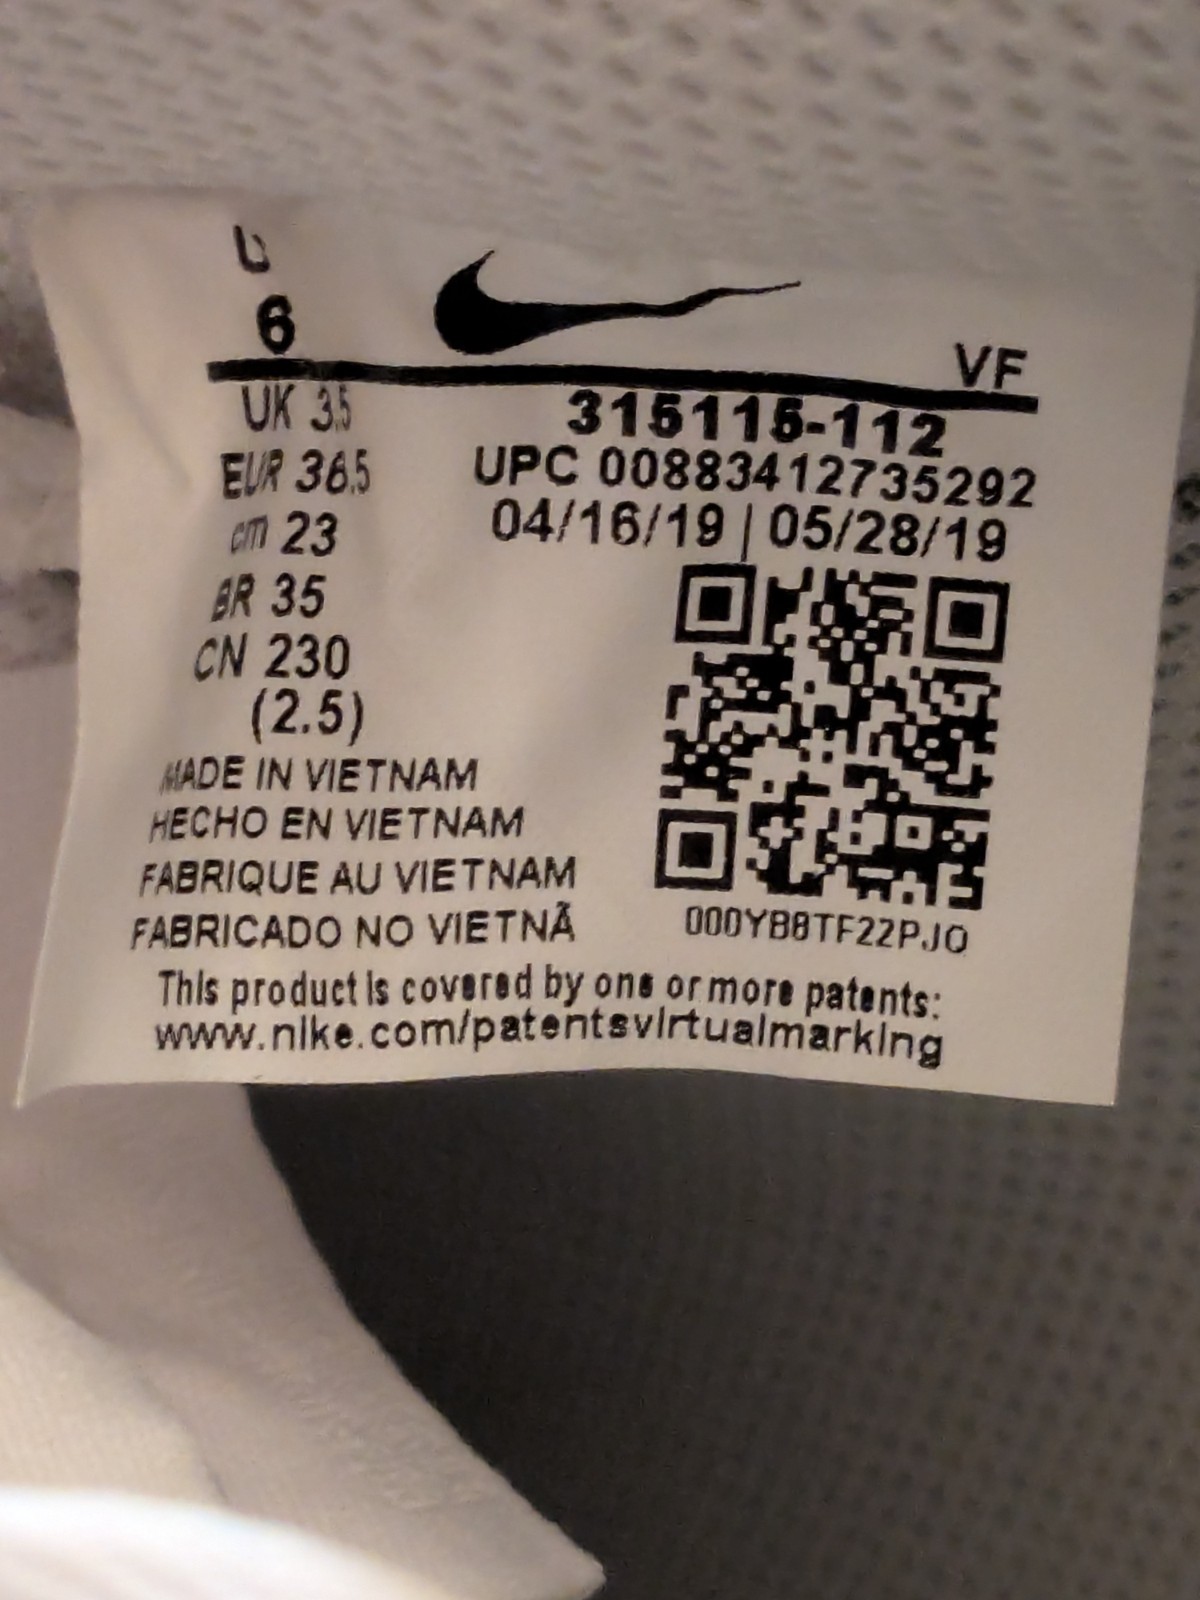 6
VF
UK 3.5
315115-112
EUR 36.5
UPC 00883412735292
cm 23
04/16/19 | 05/28/19
BR 35
CN 230
(2.5)
MADE IN VIETNAM
HECHO EN VIETNAM
FABRIQUE AU VIETNAM
FABRICADO NO VIETNÃ
000YB8TF22PJO
This product is covered by one or more patents:
www.nike.com/patentsvirtualmarking